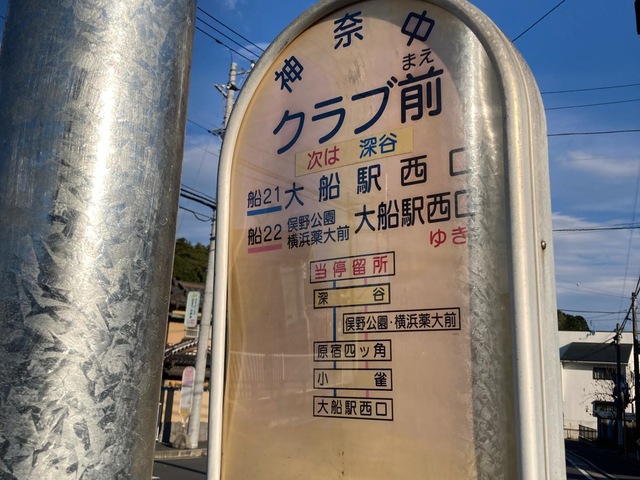 神奈中
まえ
クラブ前
次は 深谷
船21 大船駅西口
船22 俣野公園 横浜薬大前 大船駅西口
ゆき
当停留所
深谷
俣野公園・横浜薬大前
原宿四ッ角
小雀
大船駅西口